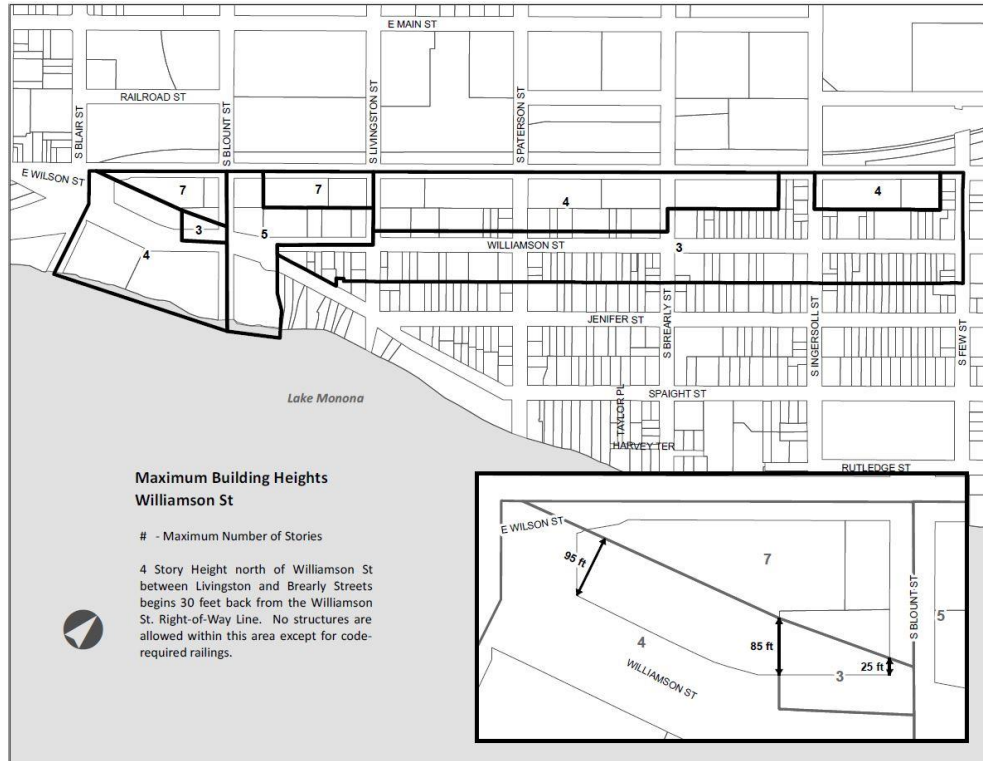 E MAIN ST
RAILROAD ST
S BLAIR ST
S BLOUNT ST
S LIVINGSTON ST
S PATERSON ST
E WILSON ST
7
7
4
4
3
5
4
WILLIAMSON ST
3
S BREARLY ST
S INGERSOLL ST
S FEW ST
JENIFER ST
SPAIGHT ST
TAYLOR PL
HARVEY TER
RUTLEDGE ST
Lake Monona
Maximum Building Heights
Williamson St
# - Maximum Number of Stories
4 Story Height north of Williamson St
between Livingston and Brearly Streets
begins 30 feet back from the Williamson
St. Right-of-Way Line. No structures are
allowed within this area except for code-
required railings.
E WILSON ST
95 ft
7
S BLOUNT ST
5
4
85 ft
25 ft
3
WILLIAMSON ST